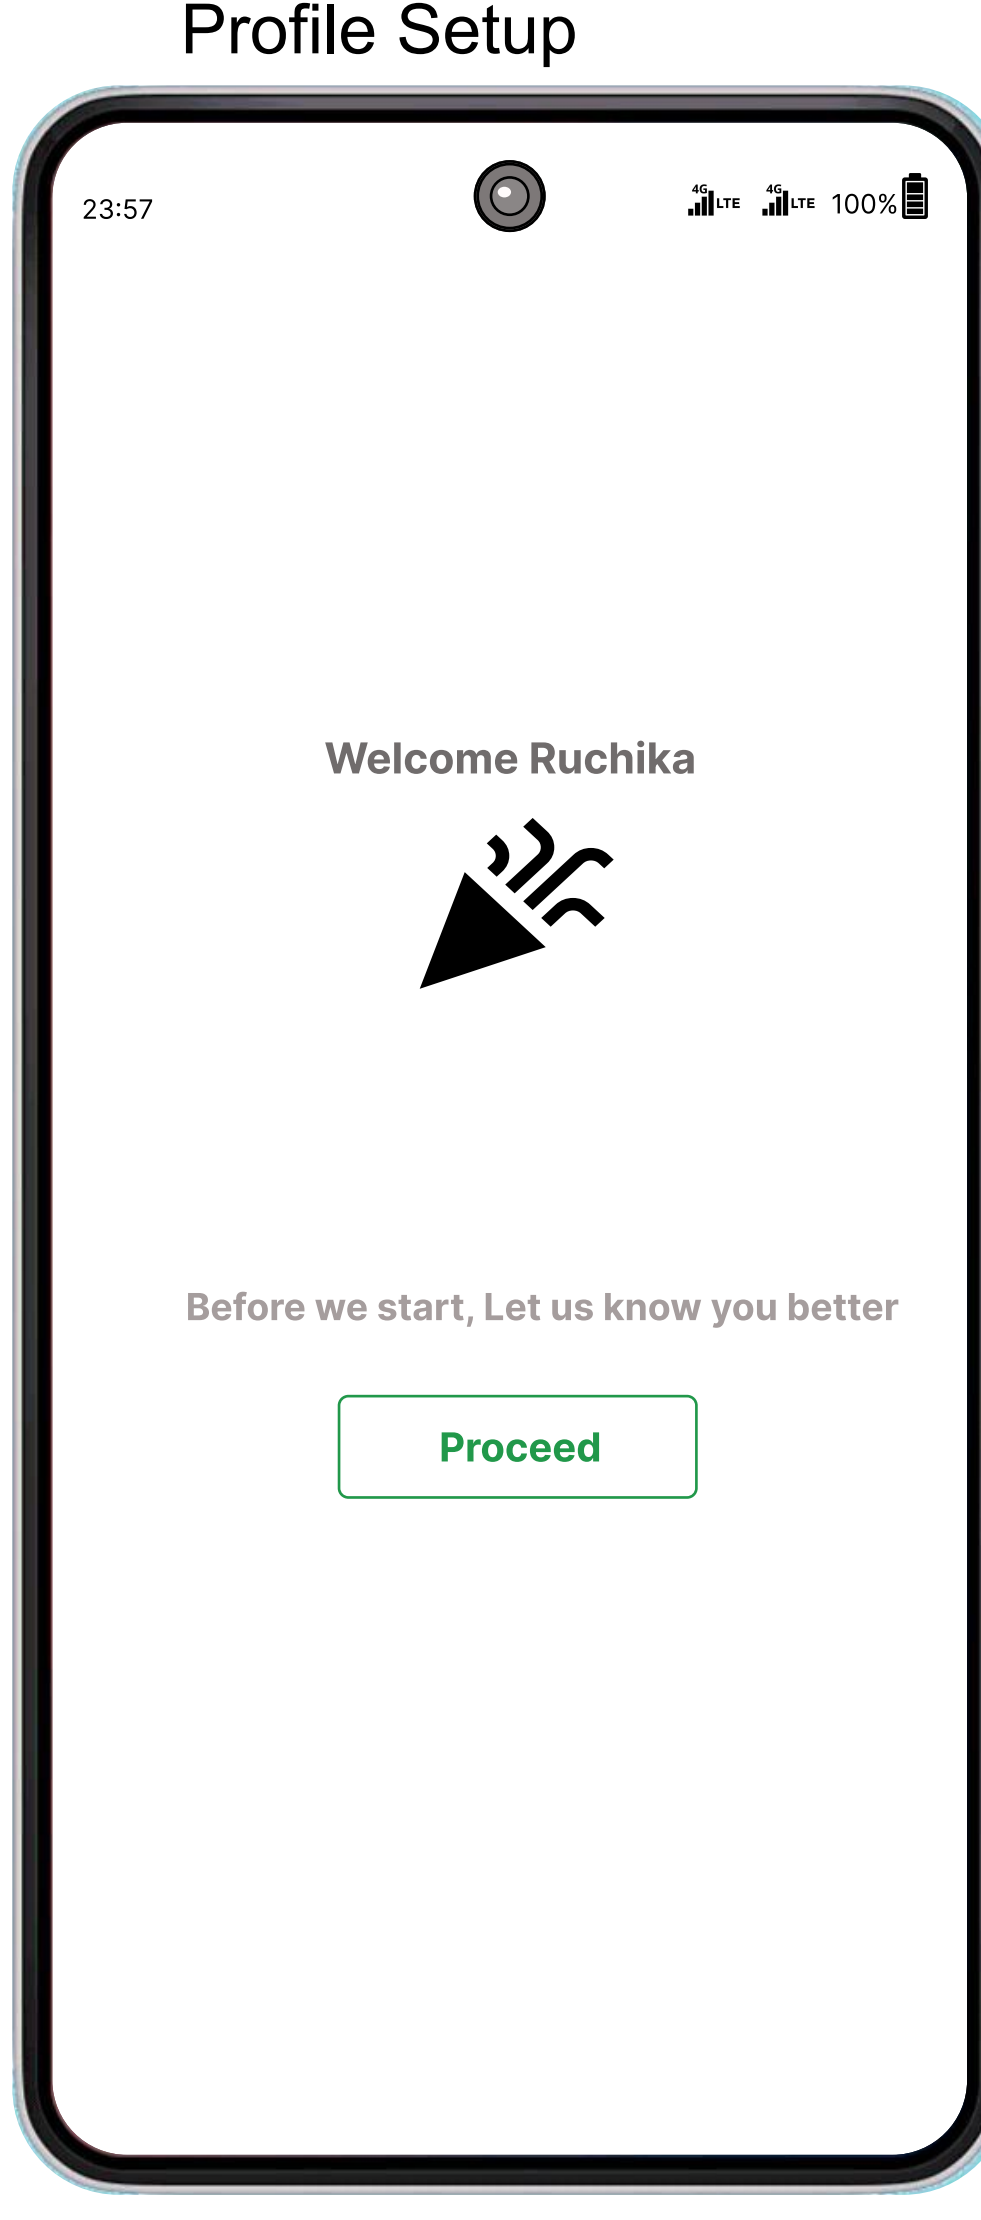 Profile Setup
23:57
4G LTE 4G LTE 100%
Welcome Ruchika
Before we start, Let us know you better
Proceed